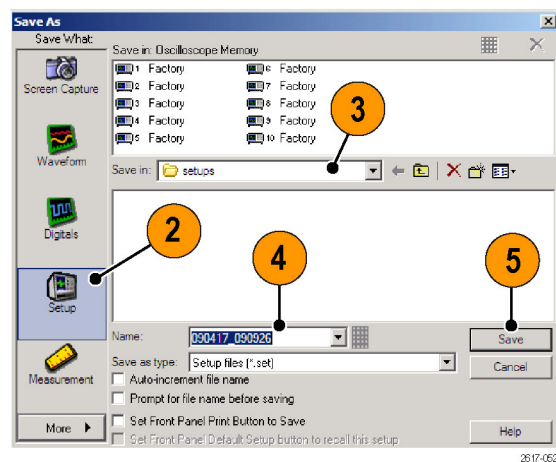 Save As
Save What:
Save in: Oscilloscope Memory
Screen Capture
Waveform
Digitals
Setup
Measurement
More
1 Factory
2 Factory
3 Factory
4 Factory
5 Factory
6 Factory
7 Factory
8 Factory
9 Factory
10 Factory
3
Save in: setups
2
4
5
Name: 090417_090926
Save
Save as type: Setup files (*.set)
Cancel
Auto-increment file name
Prompt for file name before saving
Set Front Panel Print Button to Save
Set Front Panel Default Setup button to recall this setup
Help
2617-052